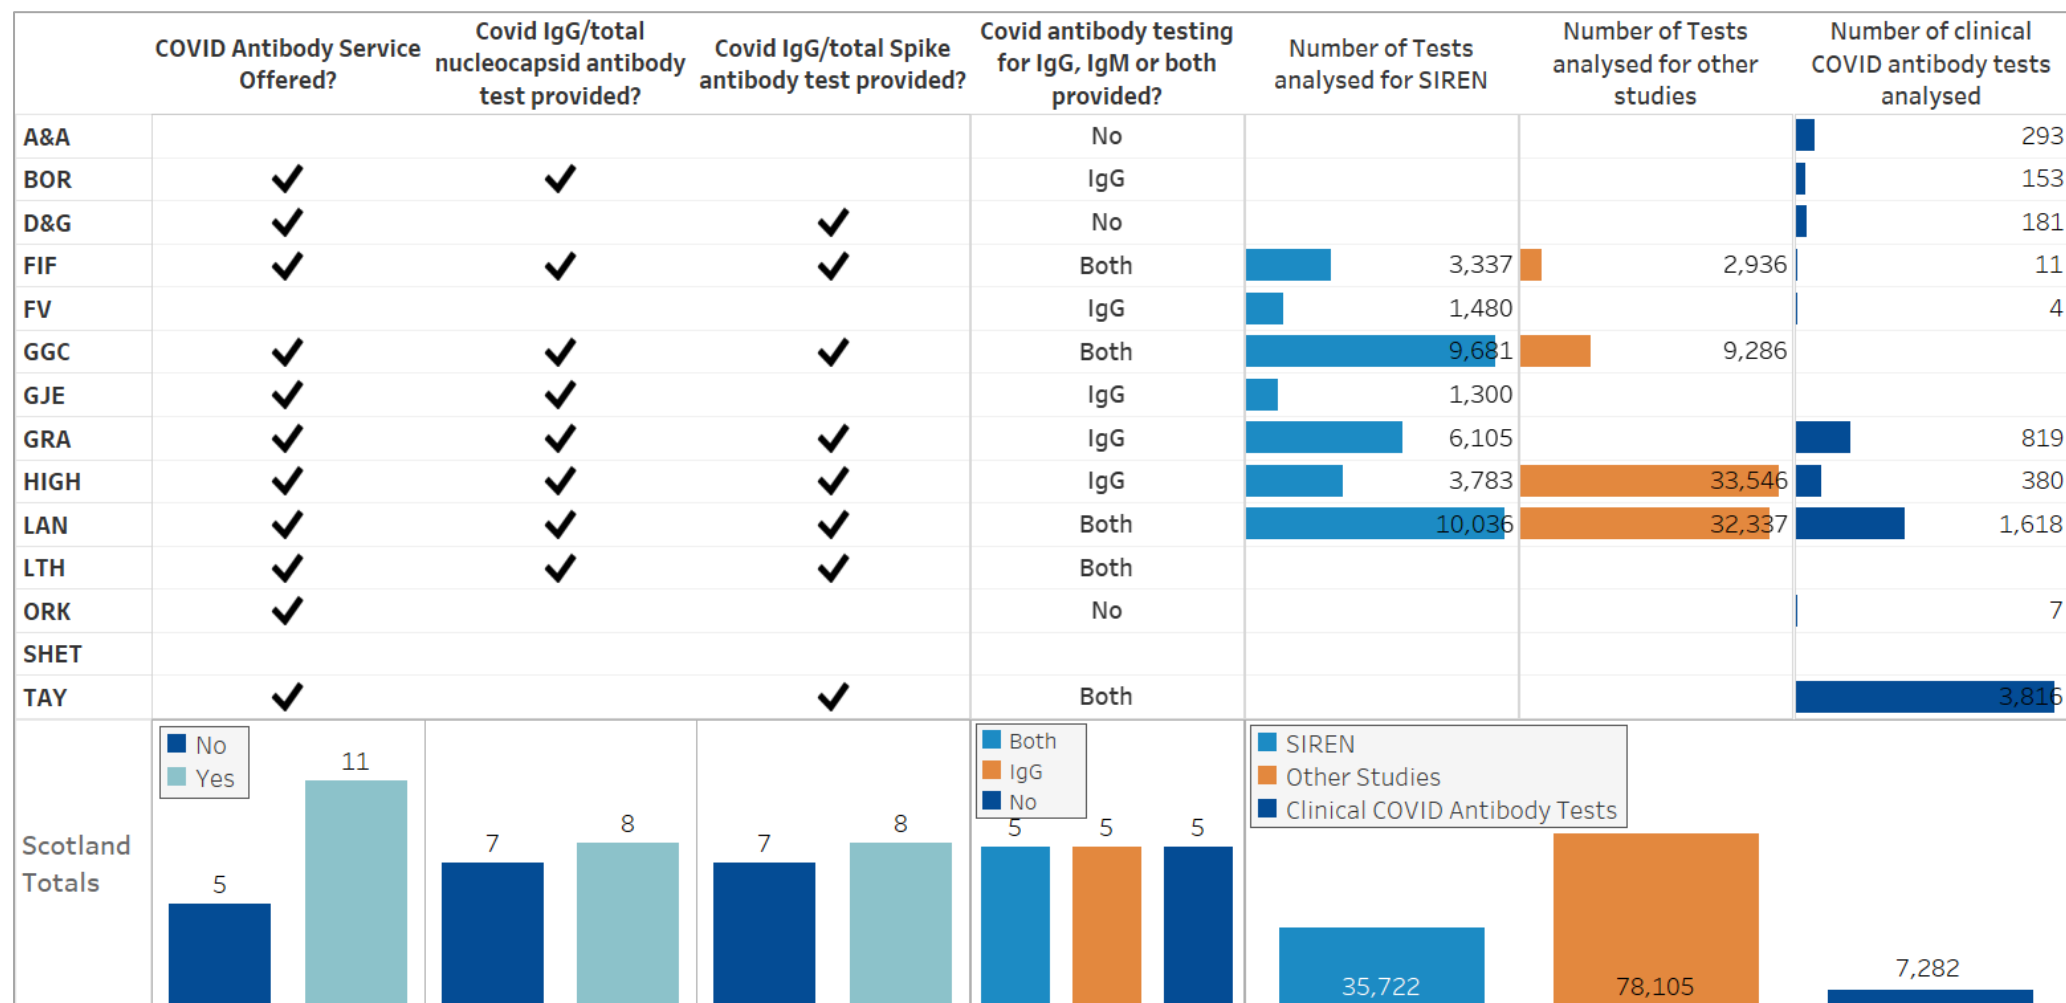 COVID Antibody Service
Offered?
Covid IgG/total
nucleocapsid antibody
test provided?
Covid IgG/total Spike
antibody test provided?
Covid antibody testing
for IgG, IgM or both
provided?
Number of Tests
analysed for SIREN
Number of Tests
analysed for other
studies
Number of clinical
COVID antibody tests
analysed
A&A No 293
BOR ✔ ✔ IgG 153
D&G ✔ ✔ No 181
FIF ✔ ✔ ✔ Both 3,337 2,936 11
FV IgG 1,480 4
GGC ✔ ✔ ✔ Both 9,681 9,286
GJE ✔ ✔ IgG 1,300
GRA ✔ ✔ ✔ IgG 6,105 819
HIGH ✔ ✔ ✔ IgG 3,783 33,546 380
LAN ✔ ✔ ✔ Both 10,036 32,337 1,618
LTH ✔ ✔ ✔ Both
ORK ✔ No 7
SHET
TAY ✔ ✔ Both 3,816
Scotland
Totals
No
Yes
5 11
7 8
7 8
Both
IgG
No
5 5 5
SIREN
Other Studies
Clinical COVID Antibody Tests
35,722 78,105 7,282